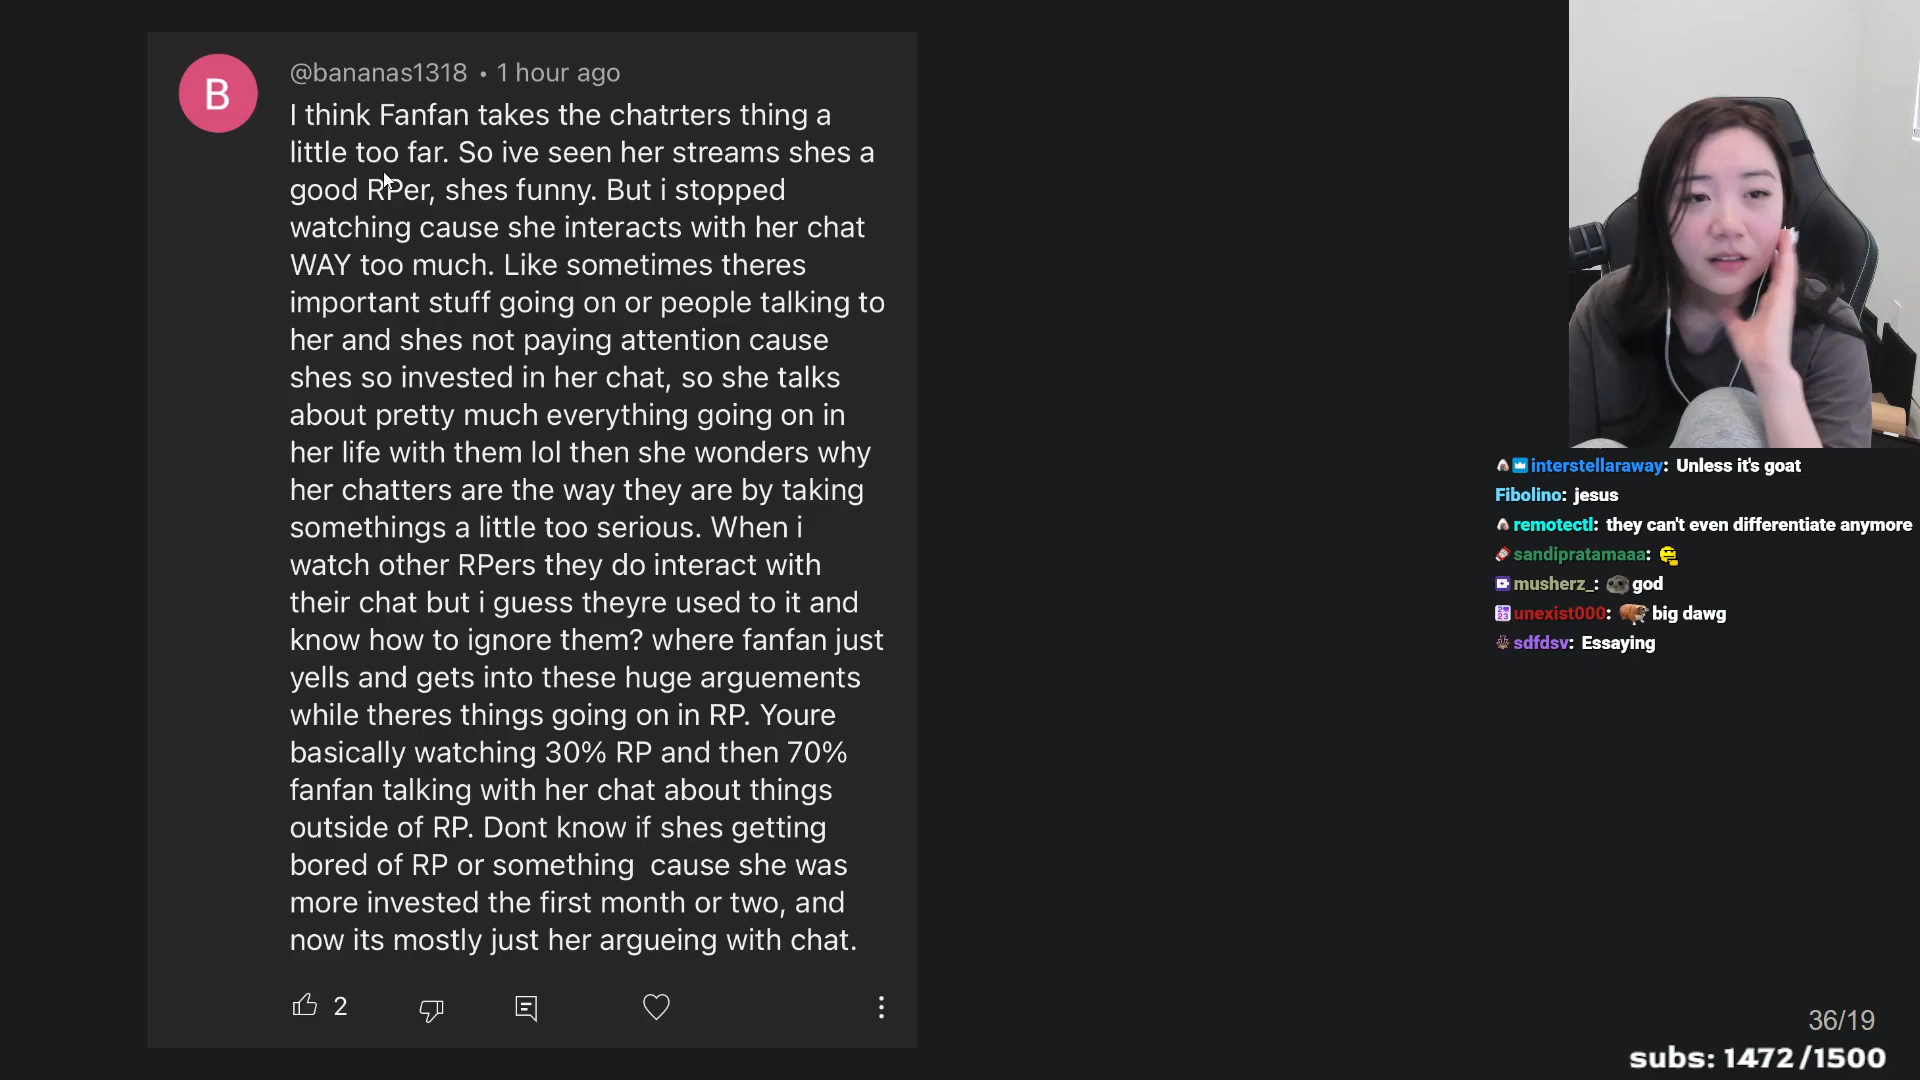 B
@bananas1318 • 1 hour ago
I think Fanfan takes the chatrters thing a
little too far. So ive seen her streams shes a
good RPer, shes funny. But i stopped
watching cause she interacts with her chat
WAY too much. Like sometimes theres
important stuff going on or people talking to
her and shes not paying attention cause
shes so invested in her chat, so she talks
about pretty much everything going on in
her life with them lol then she wonders why
her chatters are the way they are by taking
somethings a little too serious. When i
watch other RPers they do interact with
their chat but i guess theyre used to it and
know how to ignore them? where fanfan just
yells and gets into these huge arguements
while theres things going on in RP. Youre
basically watching 30% RP and then 70%
fanfan talking with her chat about things
outside of RP. Dont know if shes getting
bored of RP or something  cause she was
more invested the first month or two, and
now its mostly just her argueing with chat.
2
interstellaraway: Unless it's goat
Fibolino: jesus
remotectl: they can't even differentiate anymore
sandipratamaaa:
musherz_: god
unexist000: big dawg
sdfdsv: Essaying
36/19
subs: 1472/1500